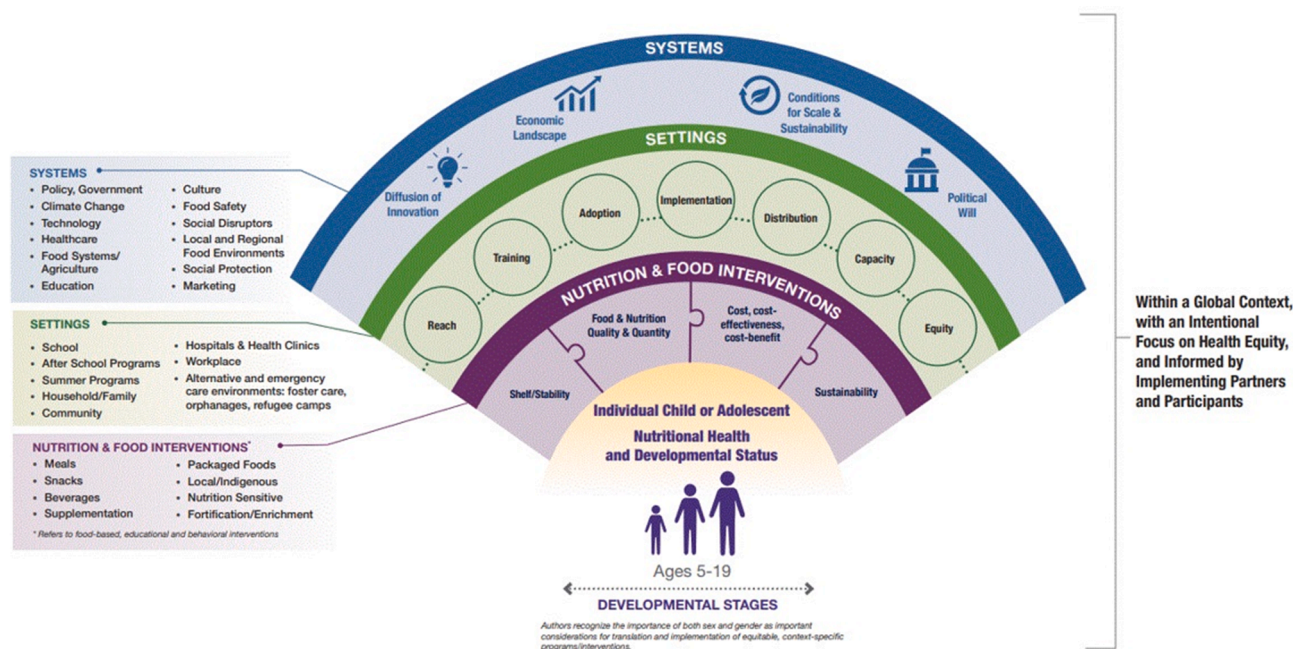 SYSTEMS
Economic
Landscape
Conditions
for Scale &
Sustainability
Diffusion of
Innovation
Political
Will
SETTINGS
Reach
Training
Adoption
Implementation
Distribution
Capacity
Equity
NUTRITION & FOOD INTERVENTIONS
Shelf/Stability
Food & Nutrition
Quality & Quantity
Cost, cost-
effectiveness,
cost-benefit
Sustainability
Individual Child or Adolescent
Nutritional Health
and Developmental Status
Ages 5-19
DEVELOPMENTAL STAGES
Authors recognize the importance of both sex and gender as important
considerations for translation and implementation of equitable, context-specific
programs/interventions.
SYSTEMS
• Policy, Government
• Climate Change
• Technology
• Healthcare
• Food Systems/
Agriculture
• Education
• Culture
• Food Safety
• Social Disruptors
• Local and Regional
Food Environments
• Social Protection
• Marketing
SETTINGS
• School
• After School Programs
• Summer Programs
• Household/Family
• Community
• Hospitals & Health Clinics
• Workplace
• Alternative and emergency
care environments: foster care,
orphanages, refugee camps
NUTRITION & FOOD INTERVENTIONS*
• Meals
• Snacks
• Beverages
• Supplementation
• Packaged Foods
• Local/Indigenous
• Nutrition Sensitive
• Fortification/Enrichment
* Refers to food-based, educational and behavioral interventions
Within a Global Context,
with an Intentional
Focus on Health Equity,
and Informed by
Implementing Partners
and Participants